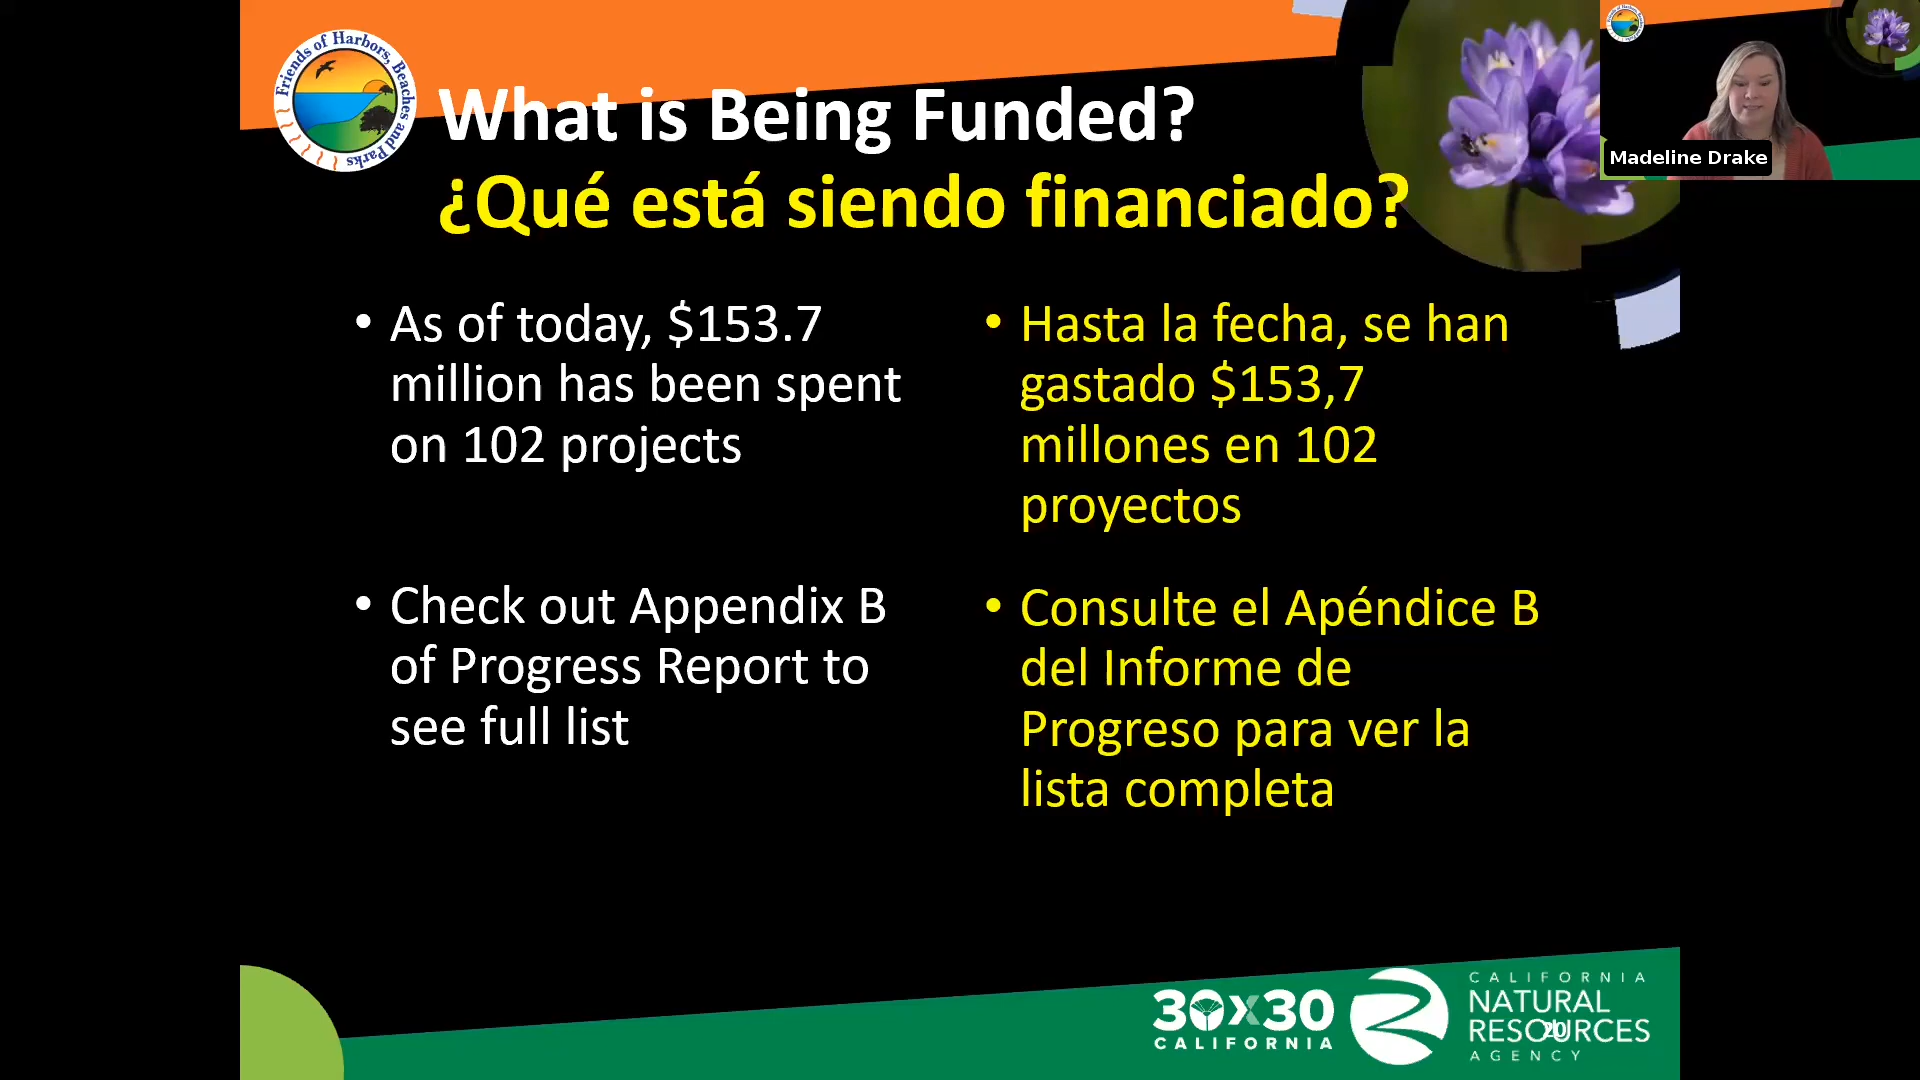 Friends of Harbors, Beaches and Parks
What is Being Funded?
¿Qué está siendo financiado?
Madeline Drake
• As of today, $153.7
million has been spent
on 102 projects
• Check out Appendix B
of Progress Report to
see full list
• Hasta la fecha, se han
gastado $153,7
millones en 102
proyectos
• Consulte el Apéndice B
del Informe de
Progreso para ver la
lista completa
30x30
CALIFORNIA
CALIFORNIA
NATURAL
RESOURCES
AGENCY
20